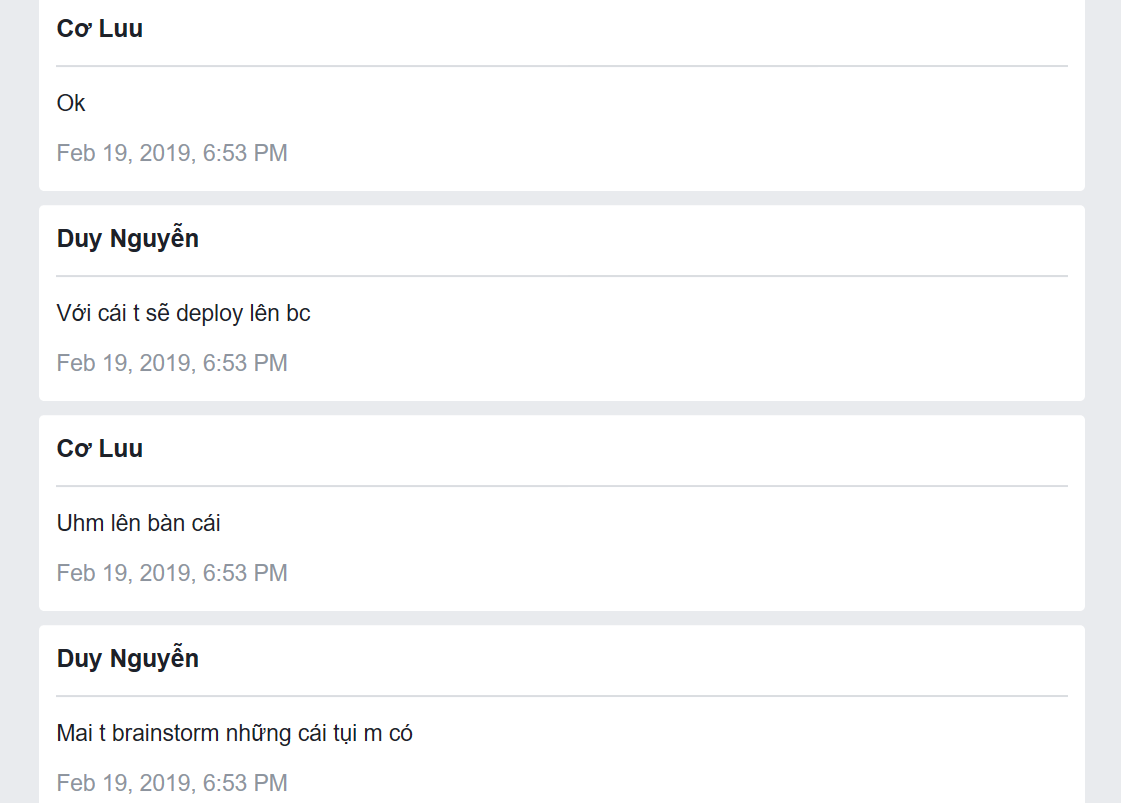 Cơ Luu
Ok
Feb 19, 2019, 6:53 PM
Duy Nguyễn
Với cái t sẽ deploy lên bc
Feb 19, 2019, 6:53 PM
Cơ Luu
Uhm lên bàn cái
Feb 19, 2019, 6:53 PM
Duy Nguyễn
Mai t brainstorm những cái tụi m có
Feb 19, 2019, 6:53 PM